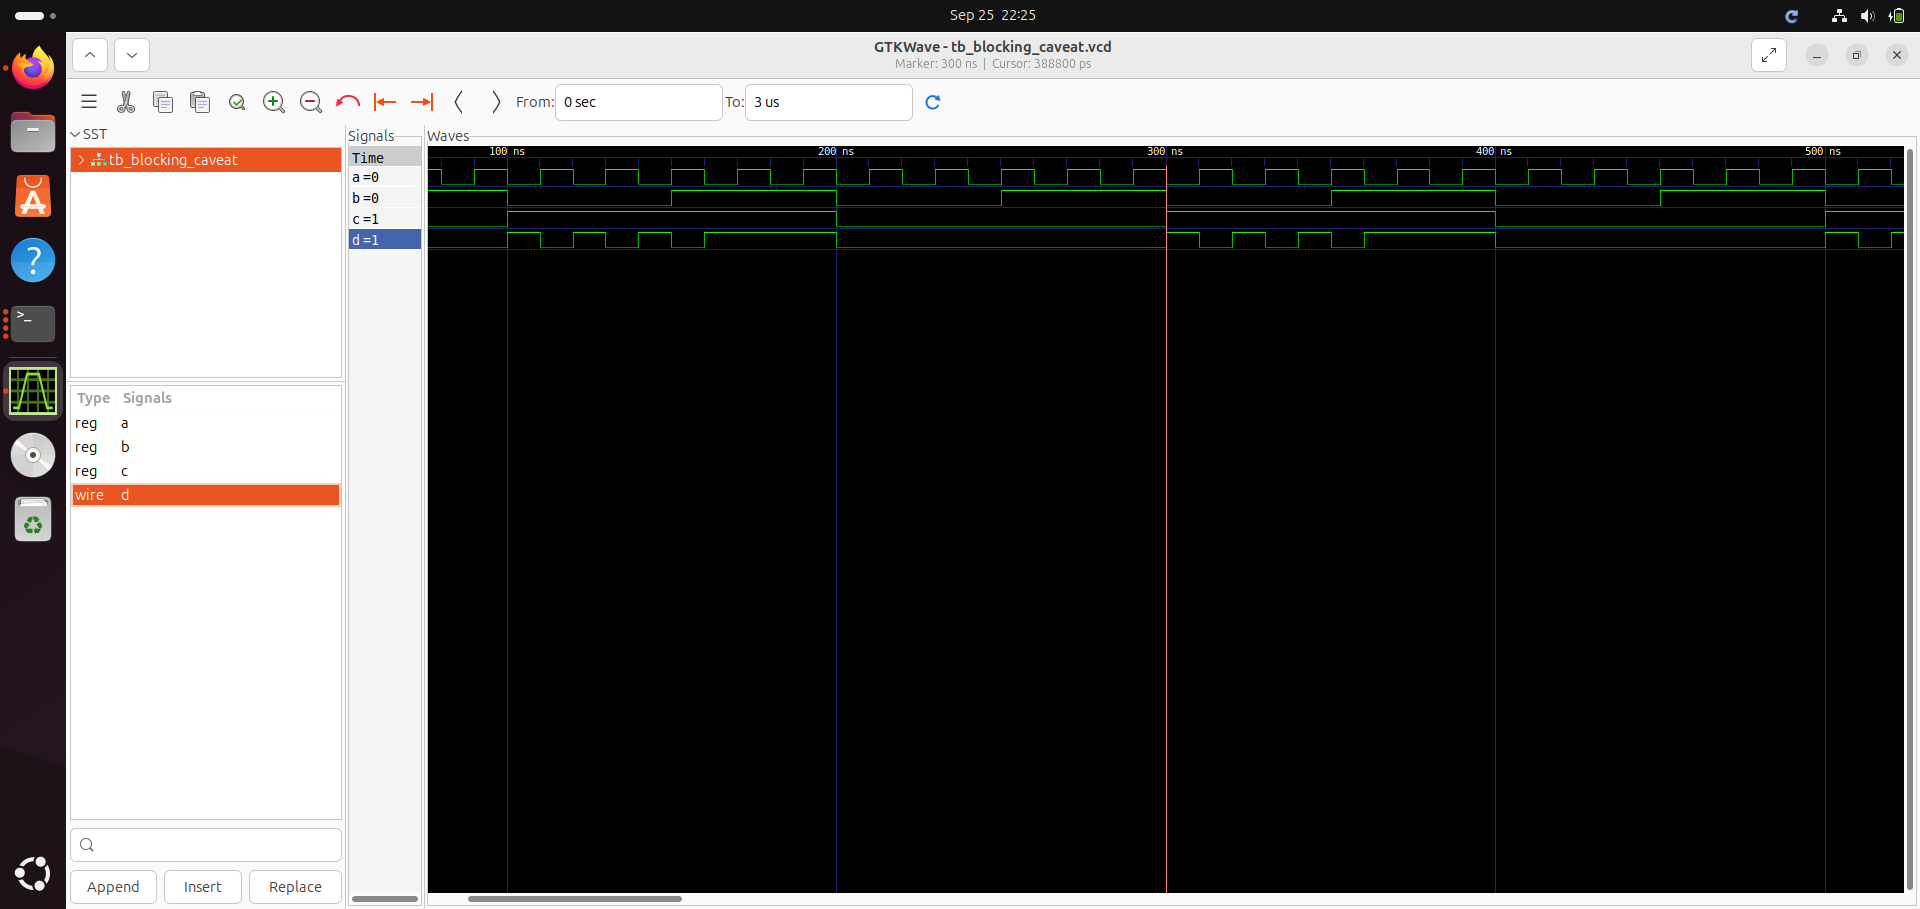 Sep 25 22:25
GTKWave - tb_blocking_caveat.vcd
Marker: 300 ns | Cursor: 388800 ps
From: 0 sec To: 3 us
SST
tb_blocking_caveat
Type Signals
reg a
reg b
reg c
wire d
Append Insert Replace
Signals
Time
a =0
b =0
c =1
d =1
Waves
100 ns 200 ns 300 ns 400 ns 500 ns